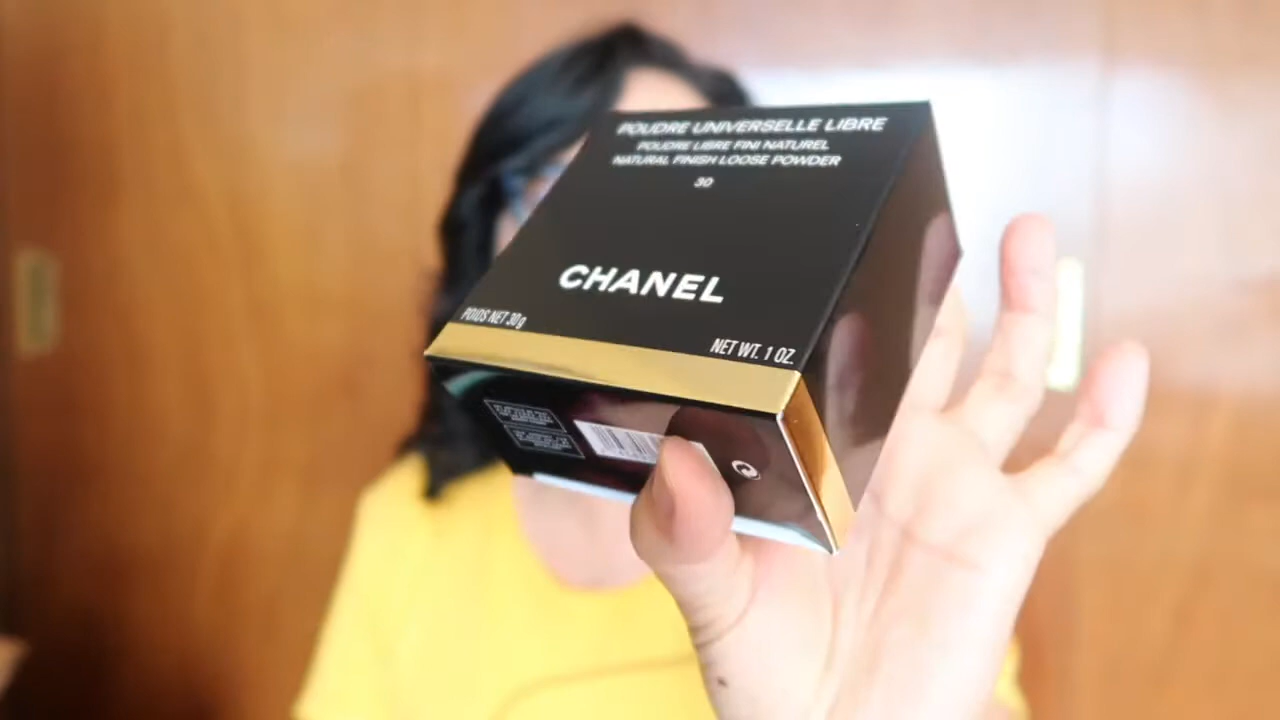 POUDRE UNIVERSELLE LIBRE
POUDRE LIBRE FINI NATUREL
NATURAL FINISH LOOSE POWDER
30
CHANEL
POIDS NET 30 g
NET WT. 1 OZ.